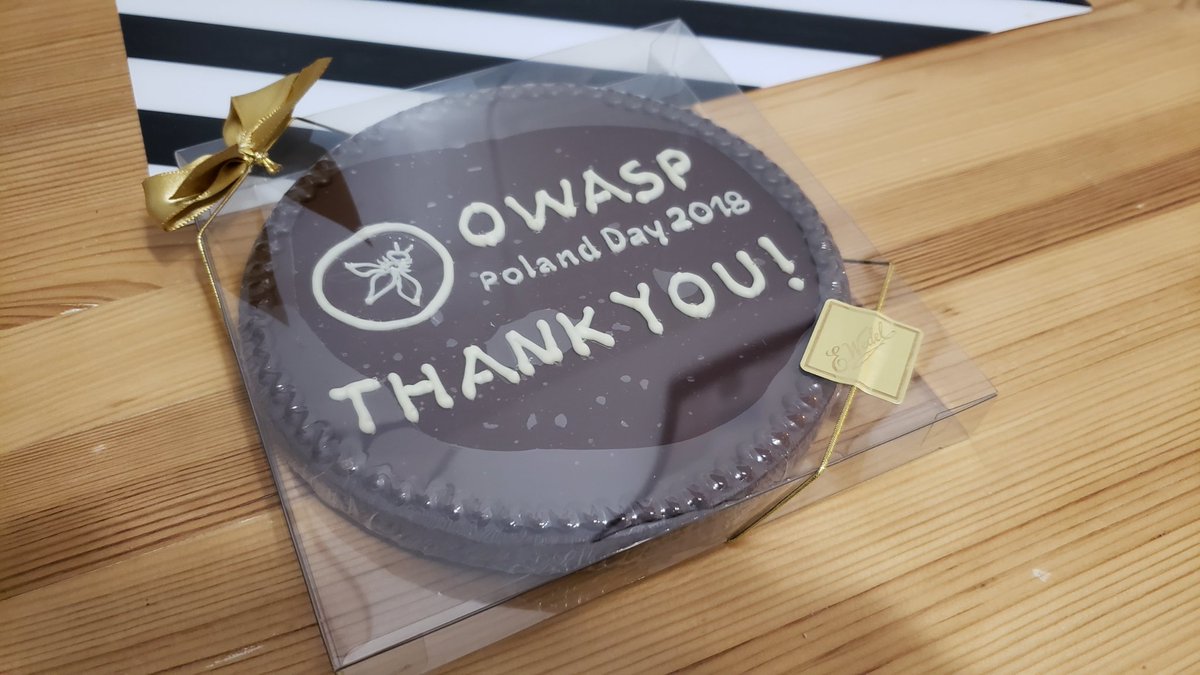 OWASP
Poland Day 2018
THANK YOU!
E. Wedel